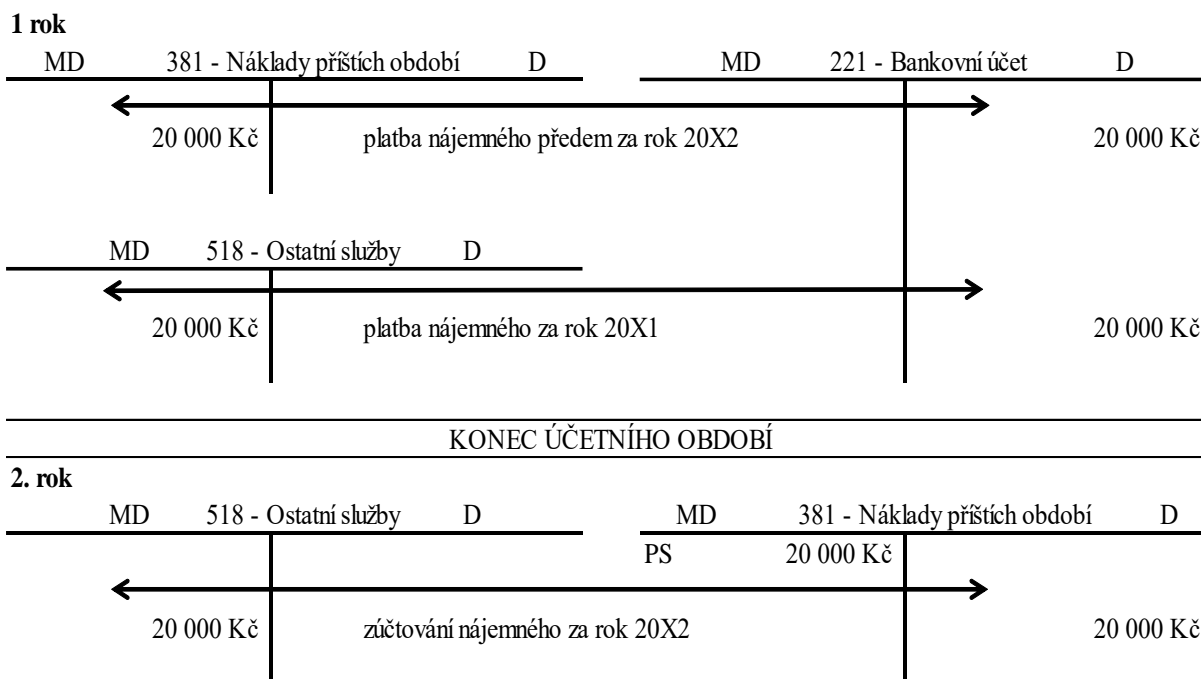 1 rok
MD 381 - Náklady příštích období D MD 221 - Bankovní účet D
20 000 Kč platba nájemného předem za rok 20X2 20 000 Kč
MD 518 - Ostatní služby D
20 000 Kč platba nájemného za rok 20X1 20 000 Kč
KONEC ÚČETNÍHO OBDOBÍ
2. rok
MD 518 - Ostatní služby D MD 381 - Náklady příštích období D
PS 20 000 Kč
20 000 Kč zúčtování nájemného za rok 20X2 20 000 Kč